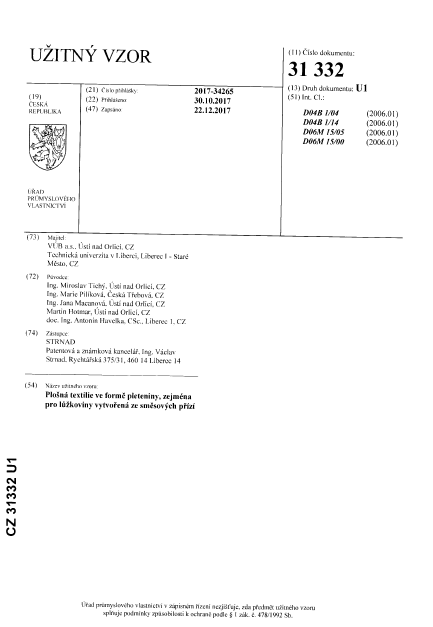 UŽITNÝ VZOR
(11) Číslo dokumentu:
31 332
(13) Druh dokumentu: U1
(51) Int. Cl.:
D04B 1/04 (2006.01)
D04B 1/14 (2006.01)
D06M 15/05 (2006.01)
D06M 15/00 (2006.01)
(19)
ČESKÁ
REPUBLIKA
ÚŘAD
PRŮMYSLOVÉHO
VLASTNICTVÍ
(21) Číslo přihlášky 2017-34265
(22) Přihlášeno 30.10.2017
(47) Zapsáno 22.12.2017
(73) Majitel
VÚB a.s., Ústí nad Orlicí, CZ
Technická univerzita v Liberci, Liberec I - Staré
Město, CZ
(72) Původce
Ing. Miroslav Tichý, Ústí nad Orlicí, CZ
Ing. Marie Pilíková, Česká Třebová, CZ
Ing. Jana Macanová, Ústí nad Orlicí, CZ
Martin Hotmar, Ústí nad Orlicí, CZ
doc. Ing. Antonín Havelka, CSc., Liberec 1, CZ
(74) Zástupce
STRNAD
Patentová a známková kancelář, Ing. Václav
Strnad, Rychtářská 375/31, 460 14 Liberec 14
(54) Název užitného vzoru
Plošná textilie ve formě pleteniny, zejména
pro lůžkoviny vytvořená ze směsových přízí
CZ 31332 U1
Úřad průmyslového vlastnictví v zápisném řízení nezjišťuje, zda předmět užitného vzoru
splňuje podmínky způsobilosti k ochraně podle § 1 zák. č. 478/1992 Sb.